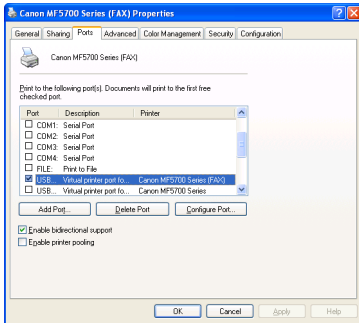 Canon MF5700 Series (FAX) Properties
General Sharing Ports Advanced Color Management Security Configuration
Canon MF5700 Series (FAX)
Print to the following port(s). Documents will print to the first free
checked port.
Port Description Printer
COM1: Serial Port
COM2: Serial Port
COM3: Serial Port
COM4: Serial Port
FILE: Print to File
USB... Virtual printer port fo... Canon MF5700 Series (FAX)
USB... Virtual printer port fo... Canon MF5700 Series
Add Port... Delete Port Configure Port...
Enable bidirectional support
Enable printer pooling
OK Cancel Apply Help